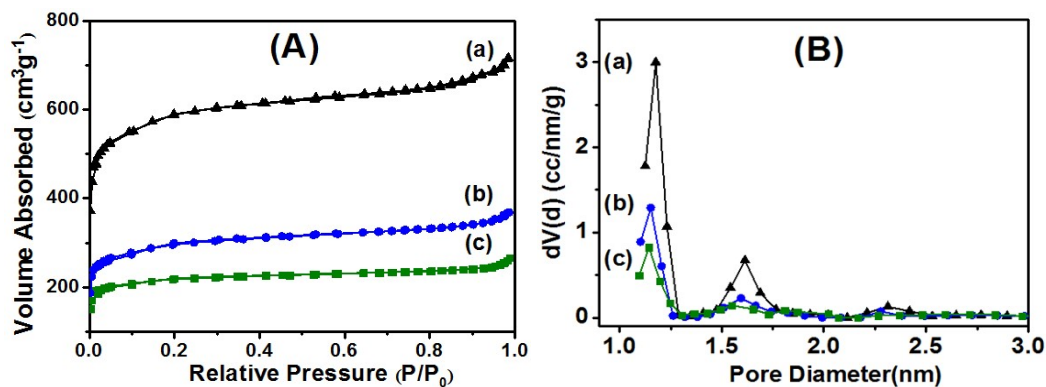 (A)
(a)
(b)
(c)
Volume Absorbed (cm³g⁻¹)
800
600
400
200
0.0 0.2 0.4 0.6 0.8 1.0
Relative Pressure (P/P₀)
(B)
(a)
(b)
(c)
dV(d) (cc/nm/g)
3
2
1
0
1.0 1.5 2.0 2.5 3.0
Pore Diameter(nm)